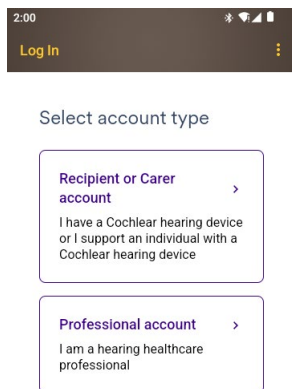 2:00
Log In
Select account type
Recipient or Carer
account
I have a Cochlear hearing device
or I support an individual with a
Cochlear hearing device
Professional account
I am a hearing healthcare
professional